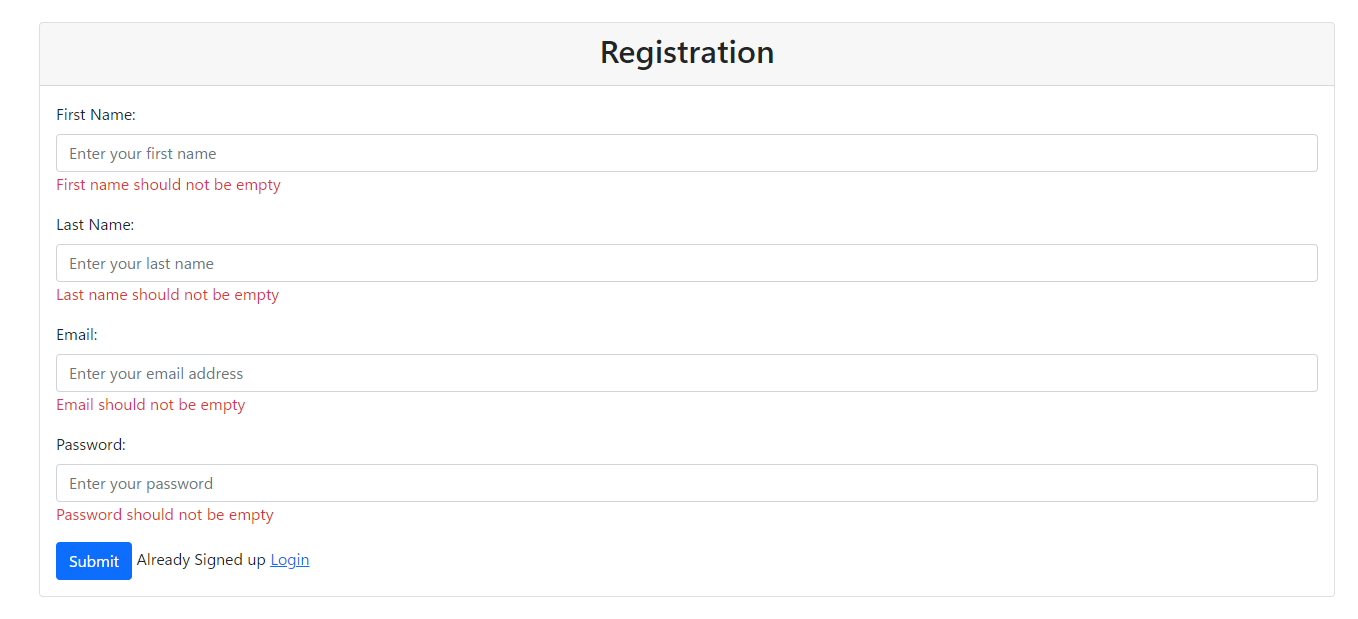 Registration
First Name:
Enter your first name
First name should not be empty
Last Name:
Enter your last name
Last name should not be empty
Email:
Enter your email address
Email should not be empty
Password:
Enter your password
Password should not be empty
Submit Already Signed up Login